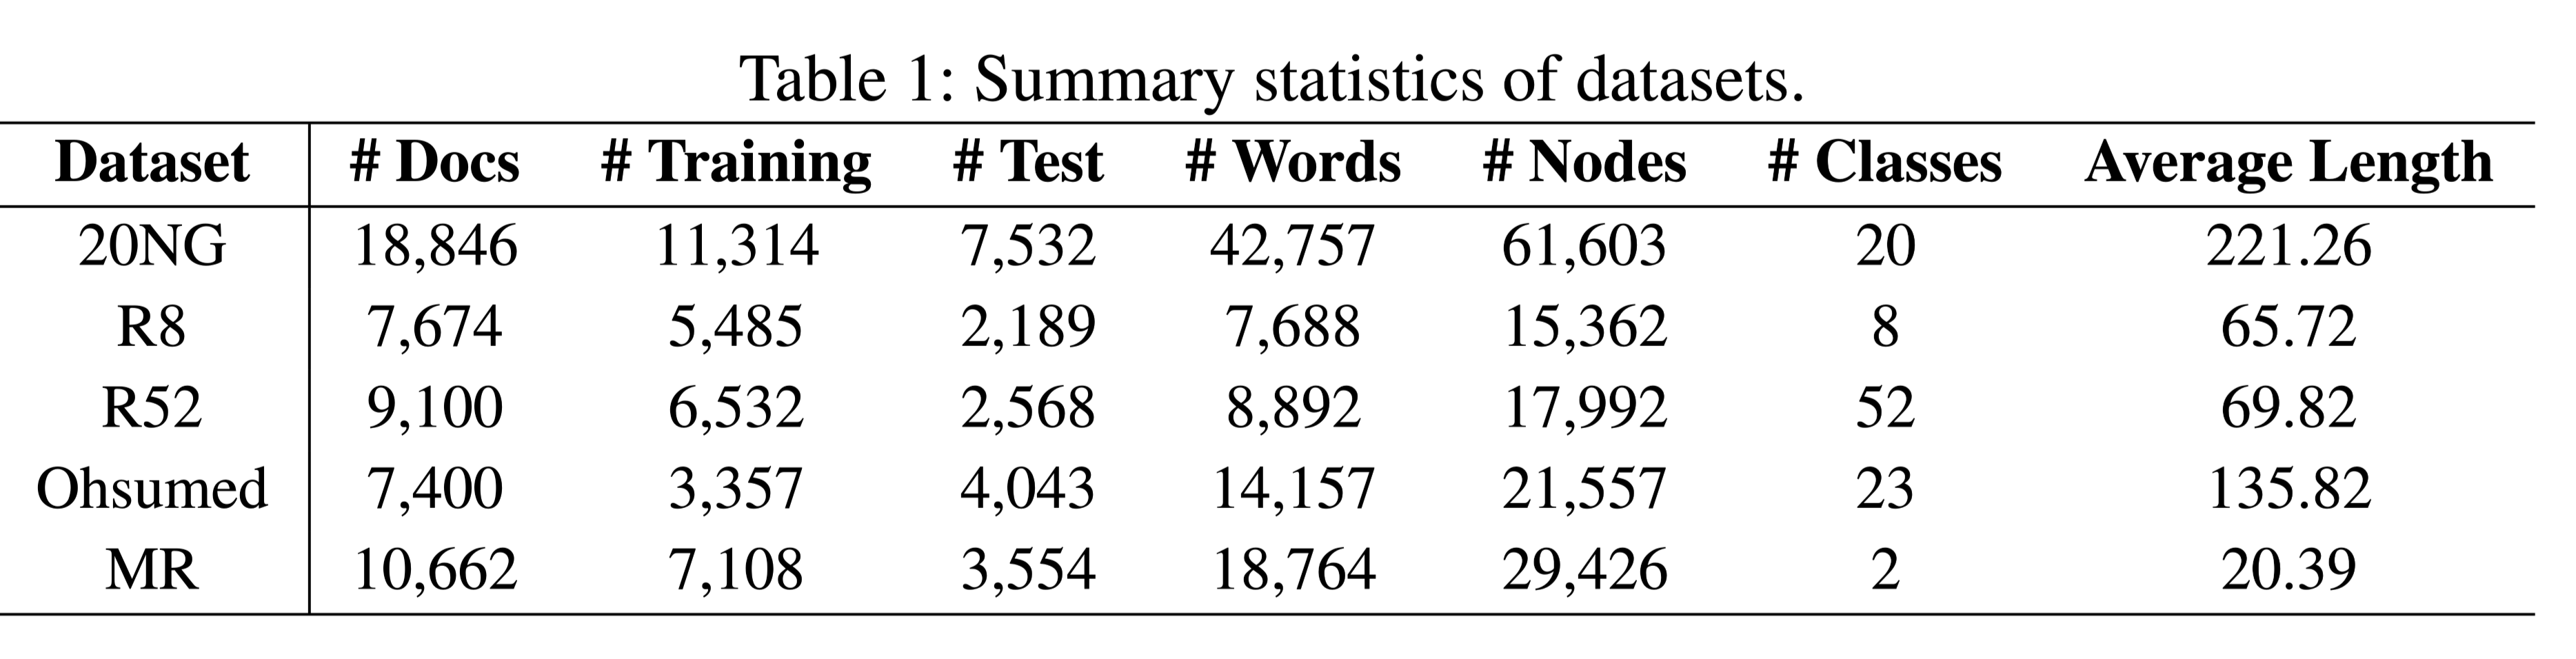 Table 1: Summary statistics of datasets.
Dataset # Docs # Training # Test # Words # Nodes # Classes Average Length
20NG 18,846 11,314 7,532 42,757 61,603 20 221.26
R8 7,674 5,485 2,189 7,688 15,362 8 65.72
R52 9,100 6,532 2,568 8,892 17,992 52 69.82
Ohsumed 7,400 3,357 4,043 14,157 21,557 23 135.82
MR 10,662 7,108 3,554 18,764 29,426 2 20.39